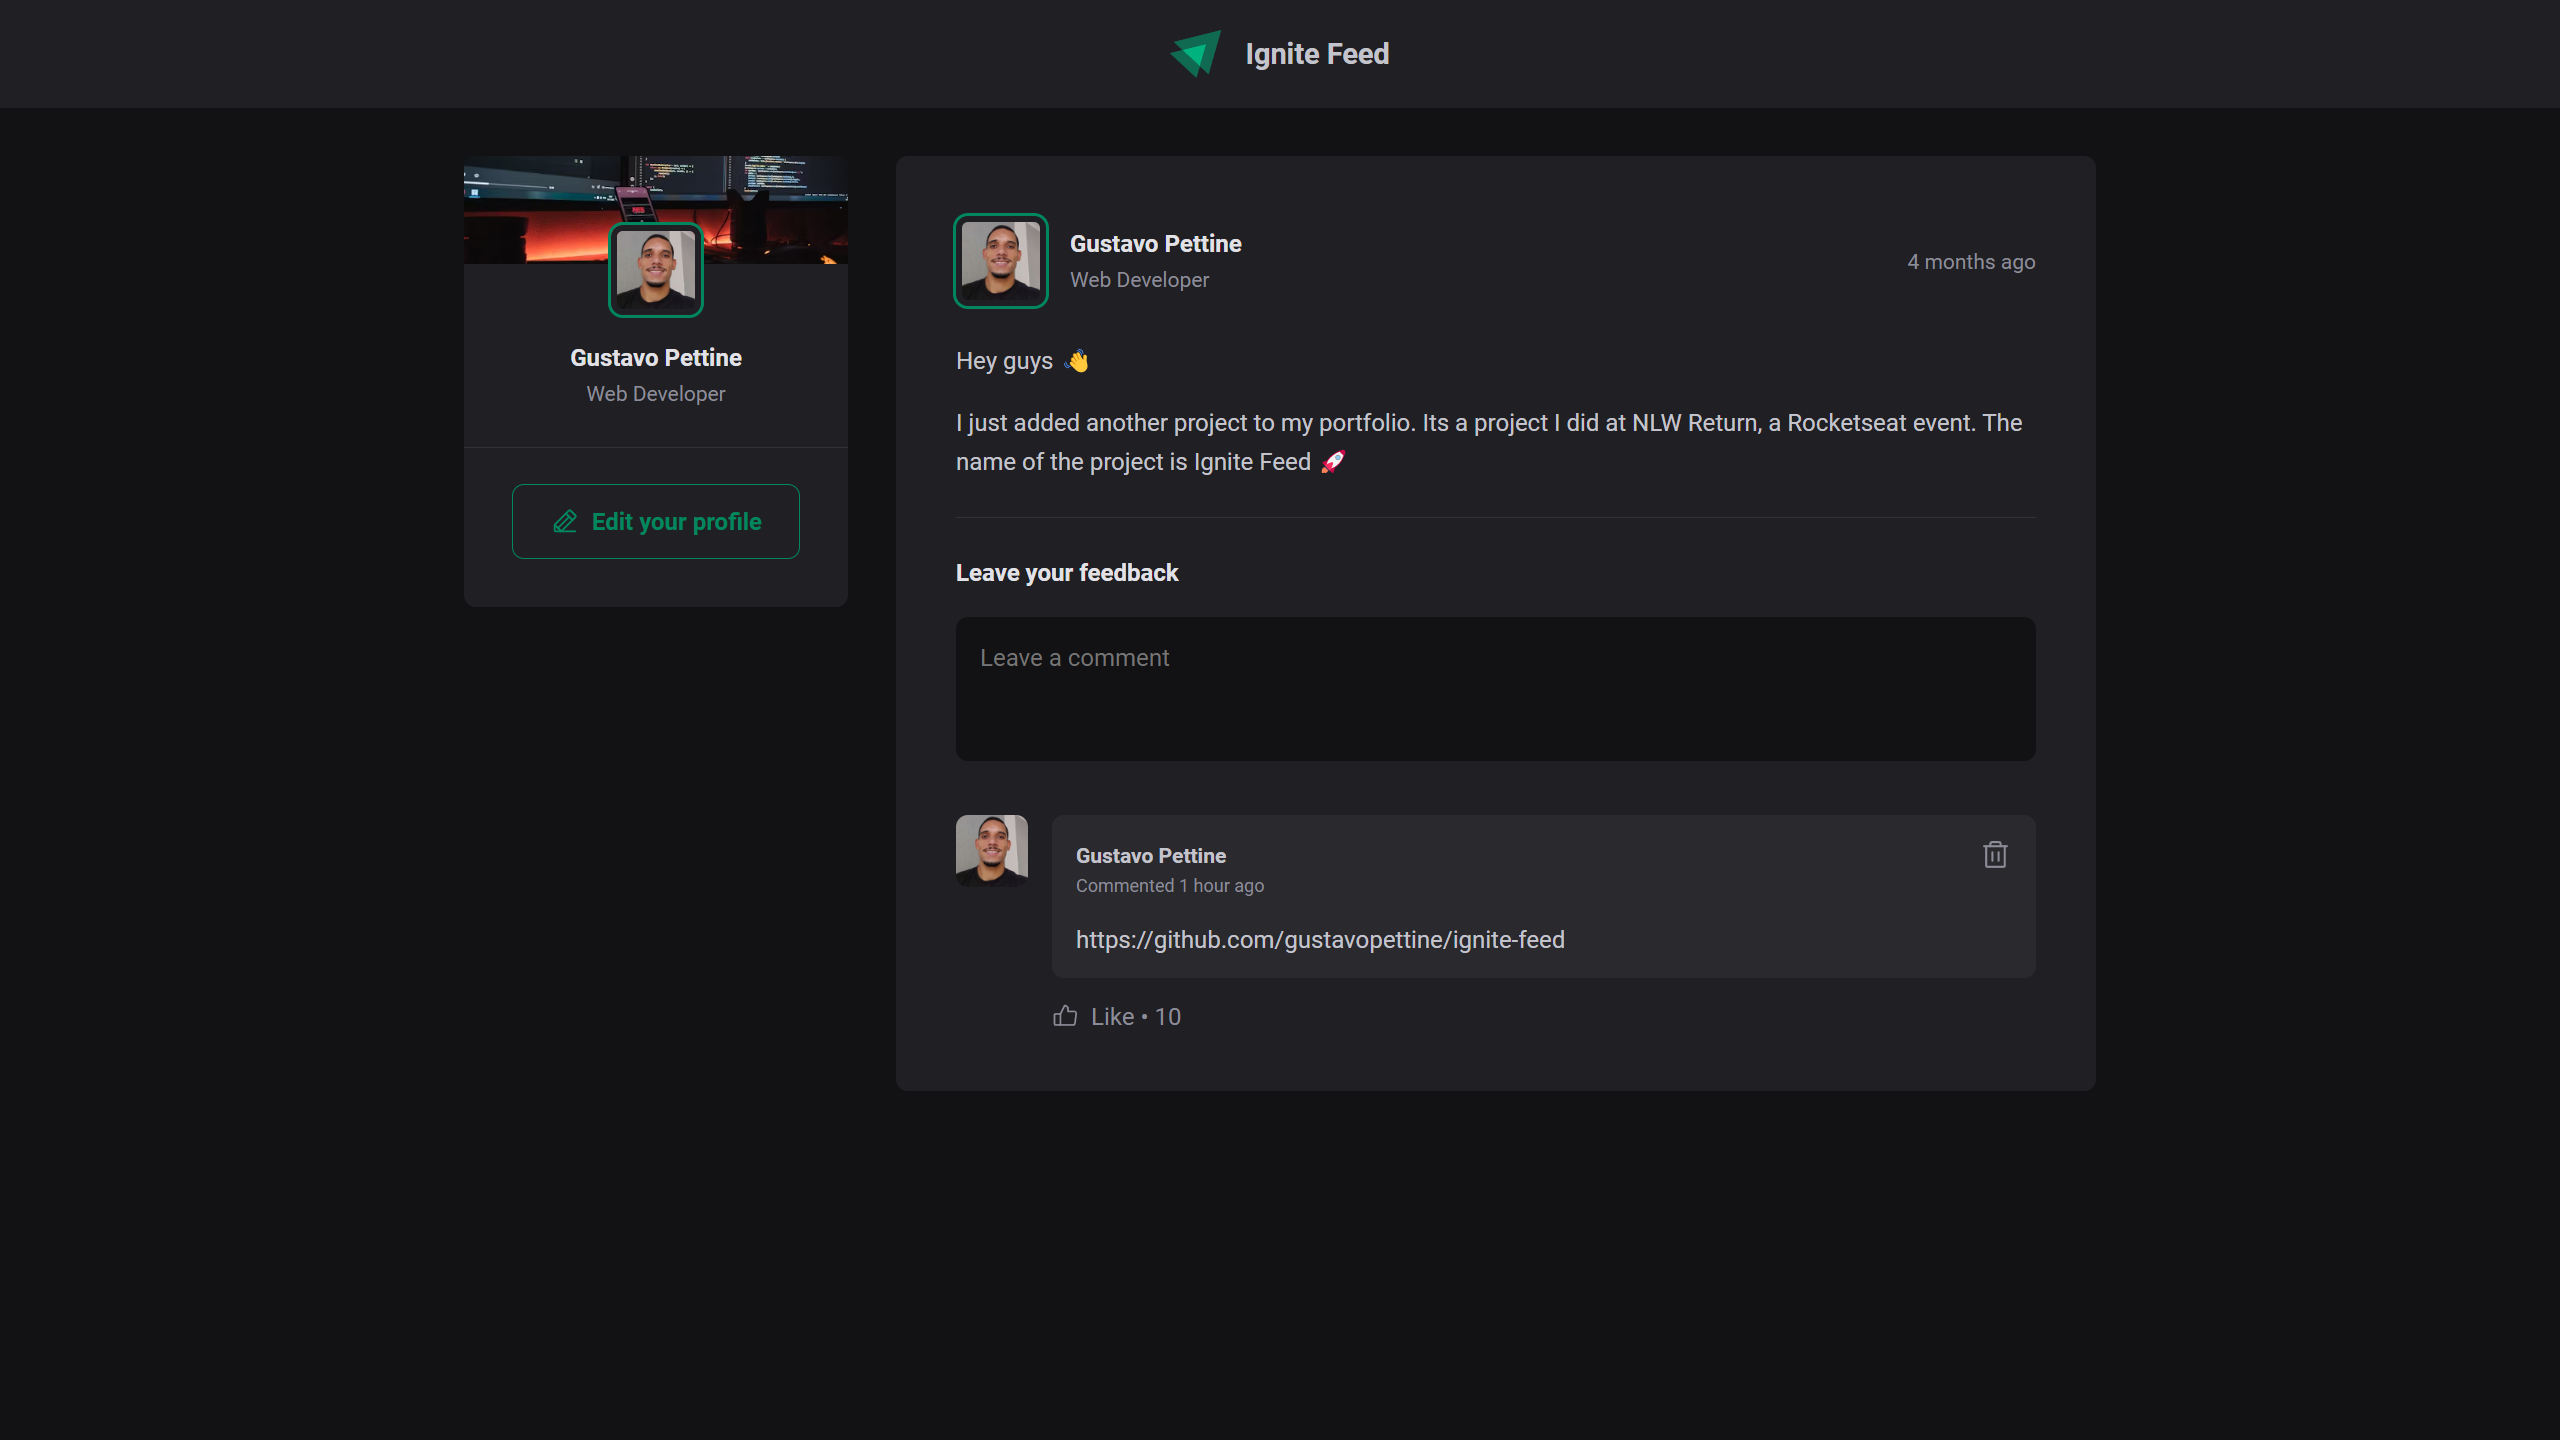 Ignite Feed
Gustavo Pettine
Web Developer
Edit your profile
Gustavo Pettine
Web Developer
4 months ago
Hey guys 👋
I just added another project to my portfolio. Its a project I did at NLW Return, a Rocketseat event. The
name of the project is Ignite Feed 🚀
Leave your feedback
Leave a comment
Gustavo Pettine
Commented 1 hour ago
https://github.com/gustavopettine/ignite-feed
Like • 10